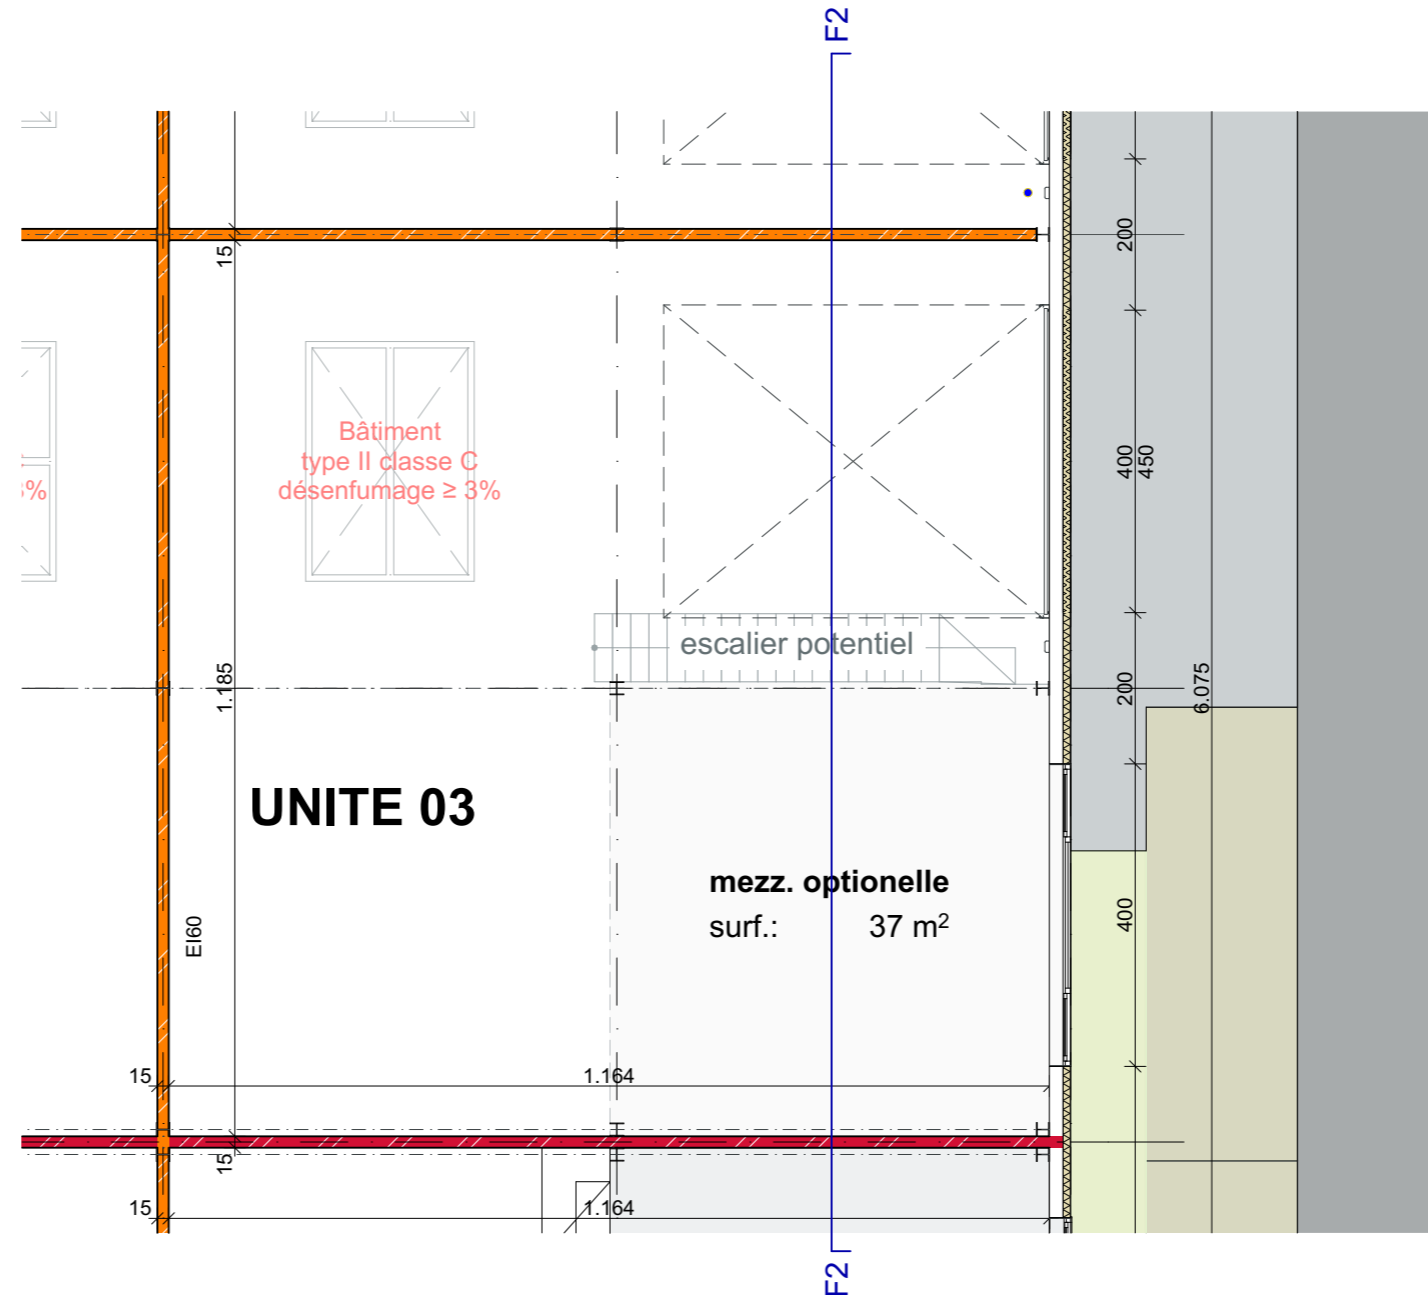 F2
15
200
Bâtiment
type II classe C
désenfumage ≥ 3%
%
400
450
escalier potentiel
1.185
200
6.075
UNITE 03
mezz. optionelle
surf.: 37 m²
EI60
400
15
1.164
15
15
1.164
F2